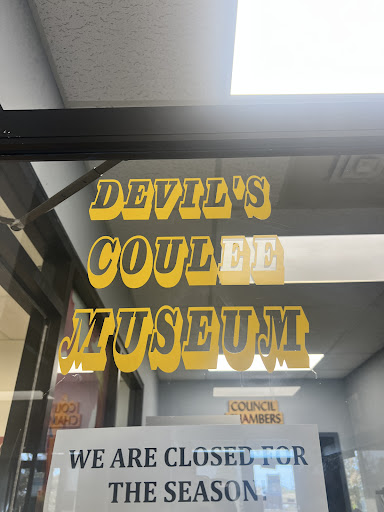 DEVIL'S
COULEE
MUSEUM
COUNCIL
CHAMBERS
WE ARE CLOSED FOR
THE SEASON.